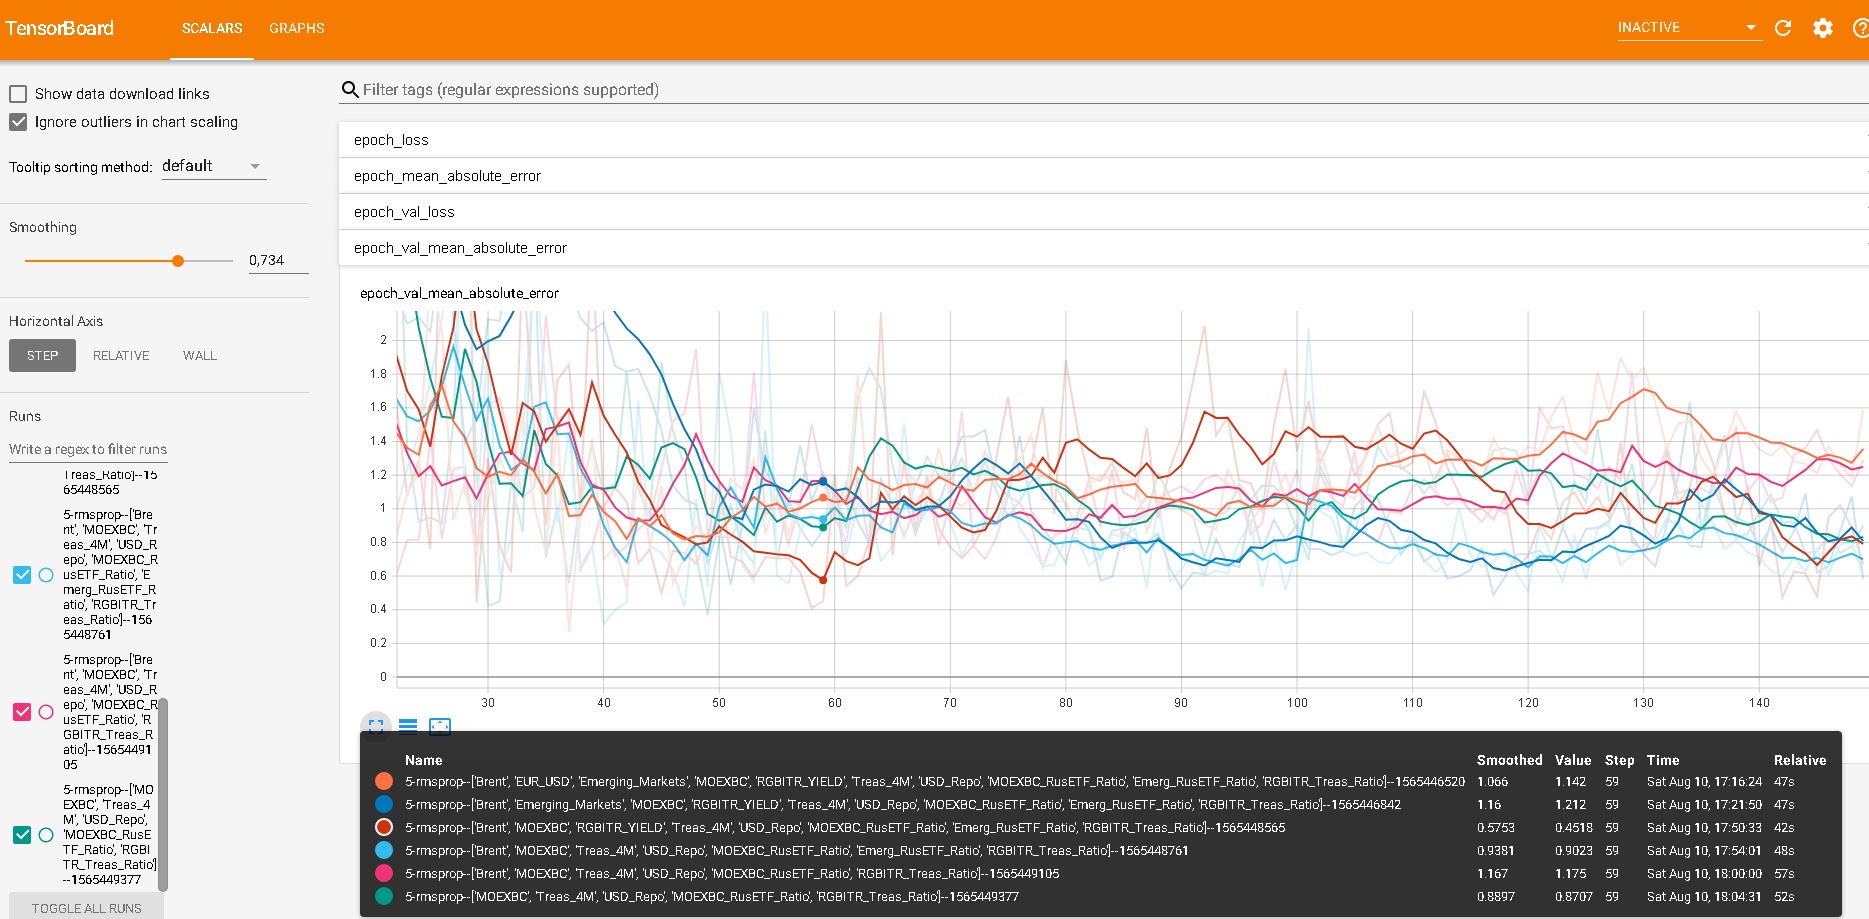 TensorBoard
SCALARS
GRAPHS
INACTIVE
Show data download links
Ignore outliers in chart scaling
Tooltip sorting method: default
Smoothing
0,734
Horizontal Axis
STEP RELATIVE WALL
Runs
Write a regex to filter runs
Treas_Ratio']--15
65448565
5-rmsprop--['Bre
nt', 'MOEXBC', 'Tr
eas_4M', 'USD_R
epo', 'MOEXBC_R
usETF_Ratio', 'E
merg_RusETF_R
atio', 'RGBITR_Tr
eas_Ratio']--156
5448761
5-rmsprop--['Bre
nt', 'MOEXBC', 'Tr
eas_4M', 'USD_R
epo', 'MOEXBC_R
usETF_Ratio', 'R
GBITR_Treas_R
atio']--15654491
05
5-rmsprop--['MO
EXBC', 'Treas_4
M', 'USD_Repo',
'MOEXBC_RusE
TF_Ratio', 'RGBI
TR_Treas_Ratio']
--1565449377
TOGGLE ALL RUNS
Filter tags (regular expressions supported)
epoch_loss
epoch_mean_absolute_error
epoch_val_loss
epoch_val_mean_absolute_error
epoch_val_mean_absolute_error
2
1.8
1.6
1.4
1.2
1
0.8
0.6
0.4
0.2
0
30 40 50 60 70 80 90 100 110 120 130 140
Name Smoothed Value Step Time Relative
5-rmsprop--['Brent', 'EUR_USD', 'Emerging_Markets', 'MOEXBC', 'RGBITR_YIELD', 'Treas_4M', 'USD_Repo', 'MOEXBC_RusETF_Ratio', 'Emerg_RusETF_Ratio', 'RGBITR_Treas_Ratio']--1565446520 1.066 1.142 59 Sat Aug 10, 17:16:24 47s
5-rmsprop--['Brent', 'Emerging_Markets', 'MOEXBC', 'RGBITR_YIELD', 'Treas_4M', 'USD_Repo', 'MOEXBC_RusETF_Ratio', 'Emerg_RusETF_Ratio', 'RGBITR_Treas_Ratio']--1565446842 1.16 1.212 59 Sat Aug 10, 17:21:50 47s
5-rmsprop--['Brent', 'MOEXBC', 'RGBITR_YIELD', 'Treas_4M', 'USD_Repo', 'MOEXBC_RusETF_Ratio', 'Emerg_RusETF_Ratio', 'RGBITR_Treas_Ratio']--1565448565 0.5753 0.4518 59 Sat Aug 10, 17:50:33 42s
5-rmsprop--['Brent', 'MOEXBC', 'Treas_4M', 'USD_Repo', 'MOEXBC_RusETF_Ratio', 'Emerg_RusETF_Ratio', 'RGBITR_Treas_Ratio']--1565448761 0.9381 0.9023 59 Sat Aug 10, 17:54:01 48s
5-rmsprop--['Brent', 'MOEXBC', 'Treas_4M', 'USD_Repo', 'MOEXBC_RusETF_Ratio', 'RGBITR_Treas_Ratio']--1565449105 1.167 1.175 59 Sat Aug 10, 18:00:00 57s
5-rmsprop--['MOEXBC', 'Treas_4M', 'USD_Repo', 'MOEXBC_RusETF_Ratio', 'RGBITR_Treas_Ratio']--1565449377 0.8897 0.8707 59 Sat Aug 10, 18:04:31 52s